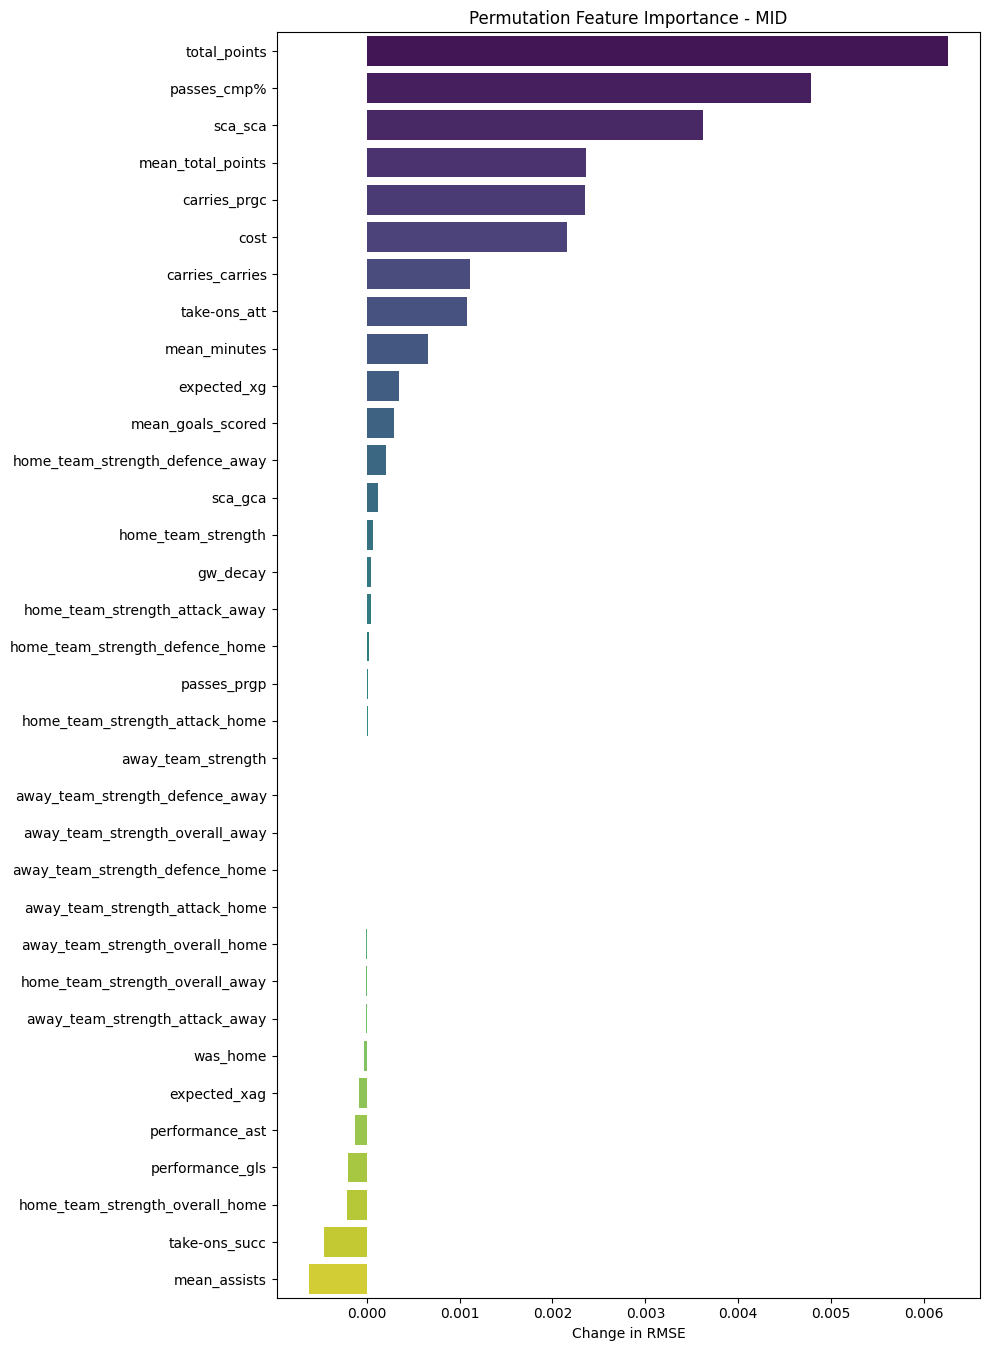 Permutation Feature Importance - MID
total_points
passes_cmp%
sca_sca
mean_total_points
carries_prgc
cost
carries_carries
take-ons_att
mean_minutes
expected_xg
mean_goals_scored
home_team_strength_defence_away
sca_gca
home_team_strength
gw_decay
home_team_strength_attack_away
home_team_strength_defence_home
passes_prgp
home_team_strength_attack_home
away_team_strength
away_team_strength_defence_away
away_team_strength_overall_away
away_team_strength_defence_home
away_team_strength_attack_home
away_team_strength_overall_home
home_team_strength_overall_away
away_team_strength_attack_away
was_home
expected_xag
performance_ast
performance_gls
home_team_strength_overall_home
take-ons_succ
mean_assists
0.000 0.001 0.002 0.003 0.004 0.005 0.006
Change in RMSE